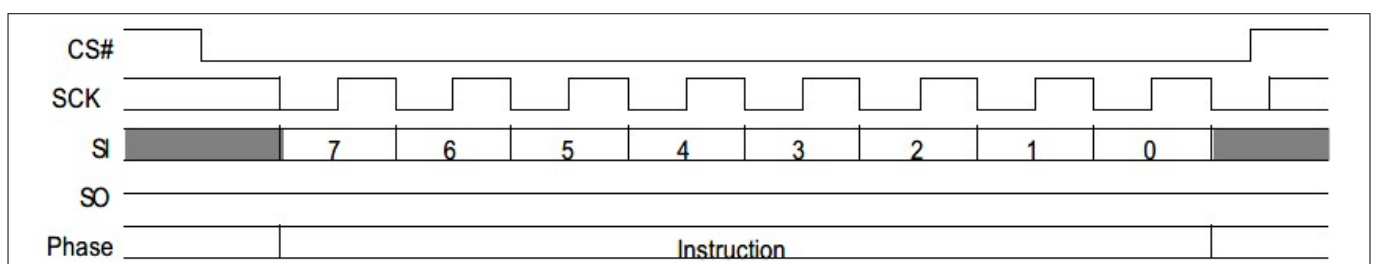 CS#
SCK
SI 7 6 5 4 3 2 1 0
SO
Phase Instruction